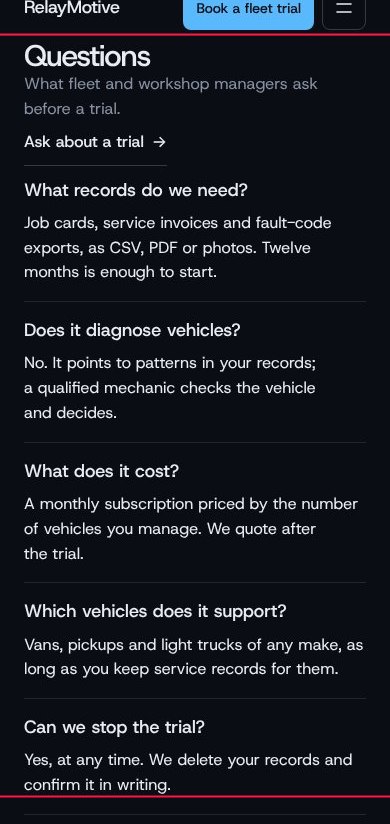 RelayMotive
Book a fleet trial
Questions
What fleet and workshop managers ask
before a trial.
Ask about a trial →
What records do we need?
Job cards, service invoices and fault-code
exports, as CSV, PDF or photos. Twelve
months is enough to start.
Does it diagnose vehicles?
No. It points to patterns in your records;
a qualified mechanic checks the vehicle
and decides.
What does it cost?
A monthly subscription priced by the number
of vehicles you manage. We quote after
the trial.
Which vehicles does it support?
Vans, pickups and light trucks of any make, as
long as you keep service records for them.
Can we stop the trial?
Yes, at any time. We delete your records and
confirm it in writing.